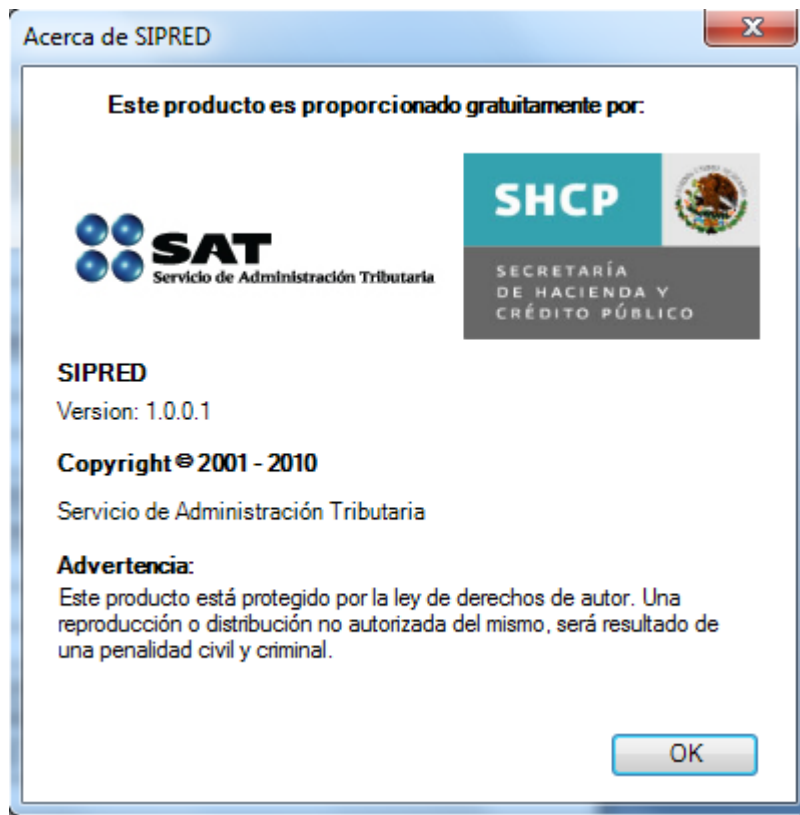 Acerca de SIPRED
Este producto es proporcionado gratuitamente por:
SAT
Servicio de Administración Tributaria
SHCP
SECRETARÍA
DE HACIENDA Y
CRÉDITO PÚBLICO
SIPRED
Version: 1.0.0.1
Copyright © 2001 - 2010
Servicio de Administración Tributaria
Advertencia:
Este producto está protegido por la ley de derechos de autor. Una
reproducción o distribución no autorizada del mismo, será resultado de
una penalidad civil y criminal.
OK